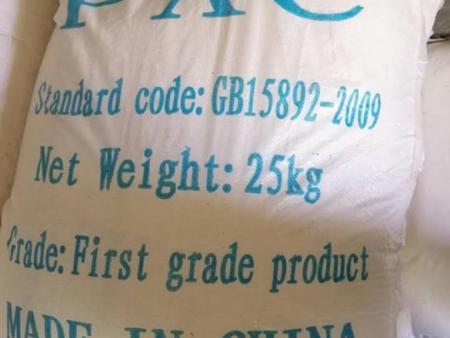 PAC
Standard code: GB15892-2009
Net Weight: 25kg
Grade: First grade product
MADE IN CHINA